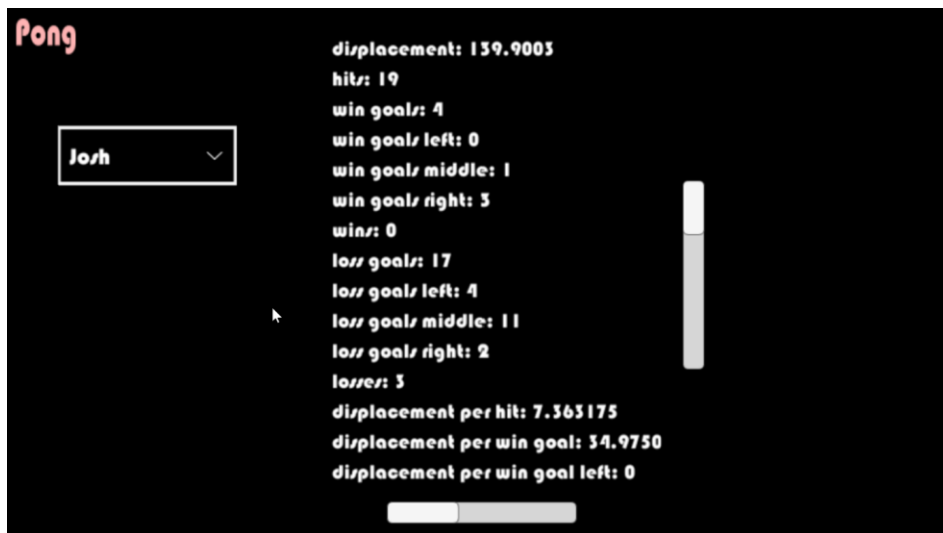 Pong
Josh
displacement: 139.9003
hits: 19
win goals: 4
win goals left: 0
win goals middle: 1
win goals right: 3
wins: 0
loss goals: 17
loss goals left: 4
loss goals middle: 11
loss goals right: 2
losses: 3
displacement per hit: 7.363175
displacement per win goal: 34.9750
displacement per win goal left: 0